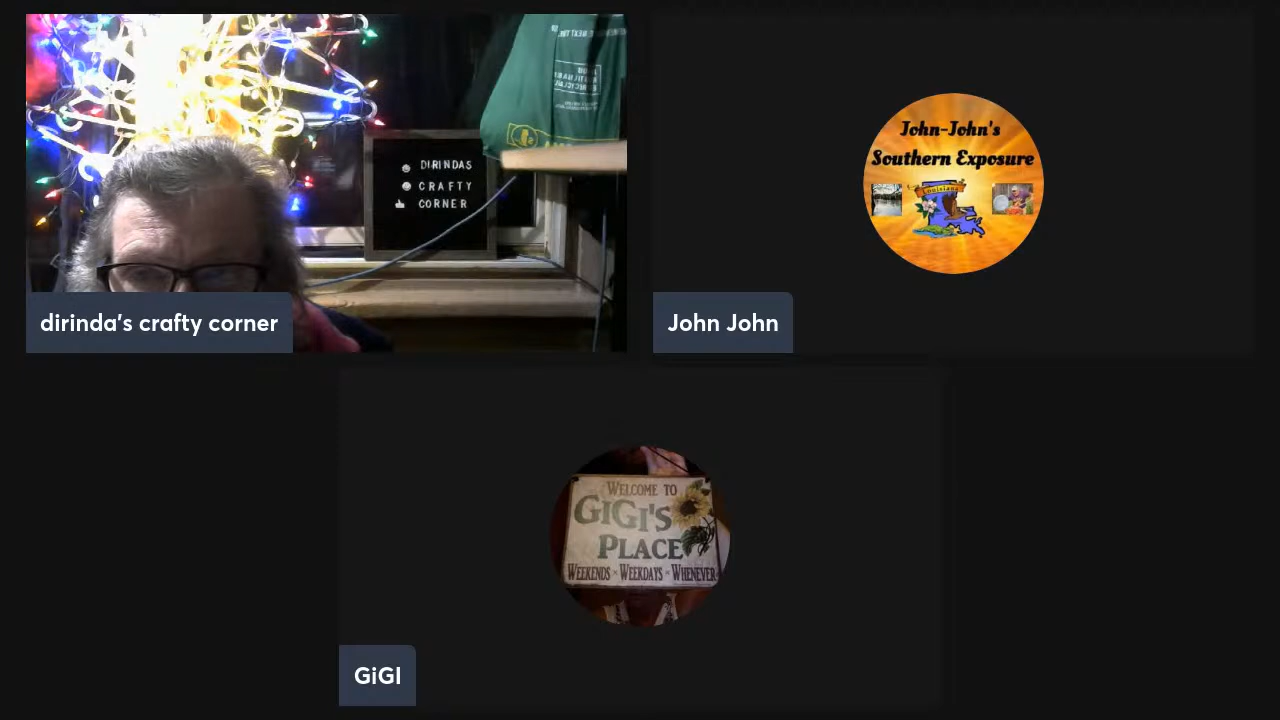 DIRINDAS
CRAFTY
CORNER
dirinda's crafty corner
John-John's
Southern Exposure
Louisiana
John John
WELCOME TO
GIGI'S
PLACE
WEEKENDS · WEEKDAYS · WHENEVER
GiGI